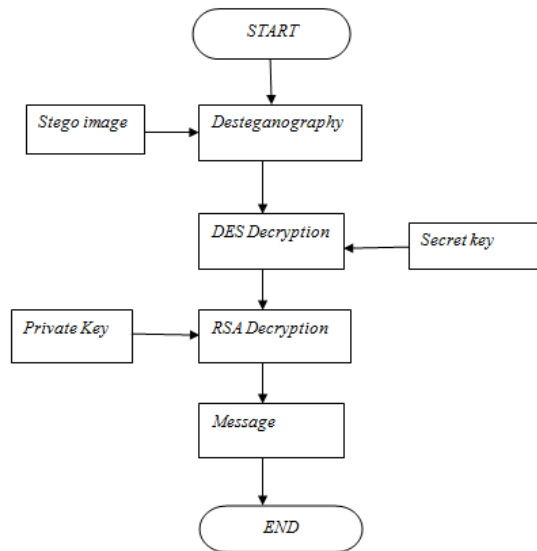 START
Stego image
Desteganography
DES Decryption
Secret key
Private Key
RSA Decryption
Message
END